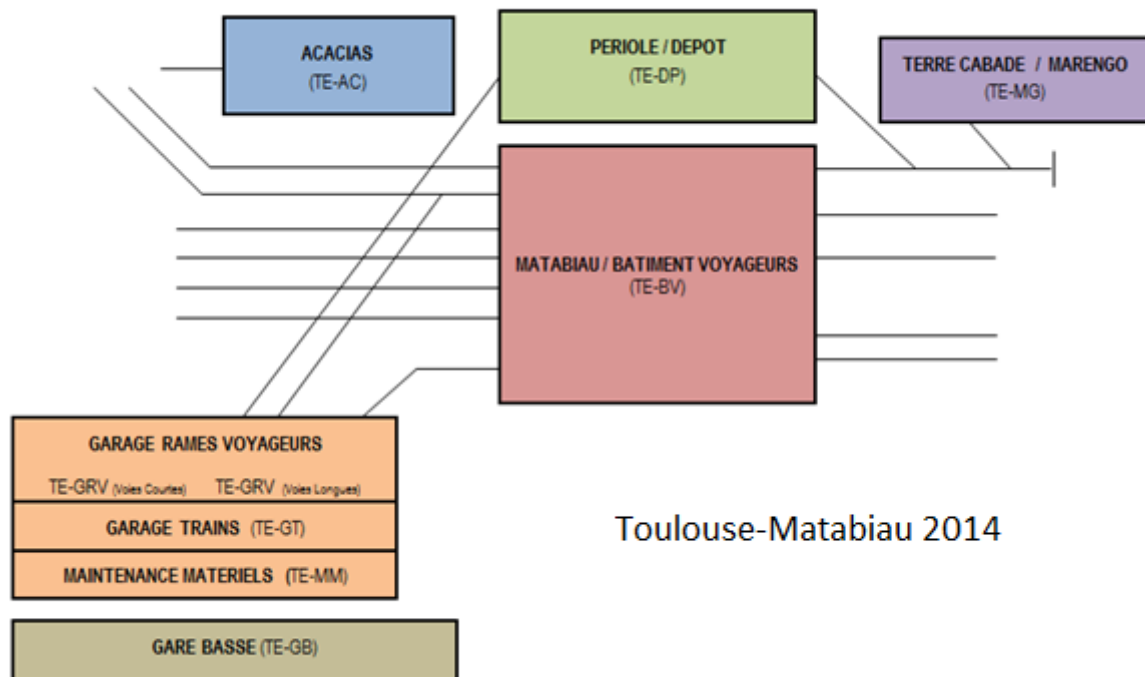 ACACIAS
(TE-AC)
PERIOLE / DEPOT
(TE-DP)
TERRE CABADE / MARENGO
(TE-MG)
MATABIAU / BATIMENT VOYAGEURS
(TE-BV)
GARAGE RAMES VOYAGEURS
TE-GRV (Voies Courtes) TE-GRV (Voies Longues)
GARAGE TRAINS (TE-GT)
MAINTENANCE MATERIELS (TE-MM)
GARE BASSE (TE-GB)
Toulouse-Matabiau 2014